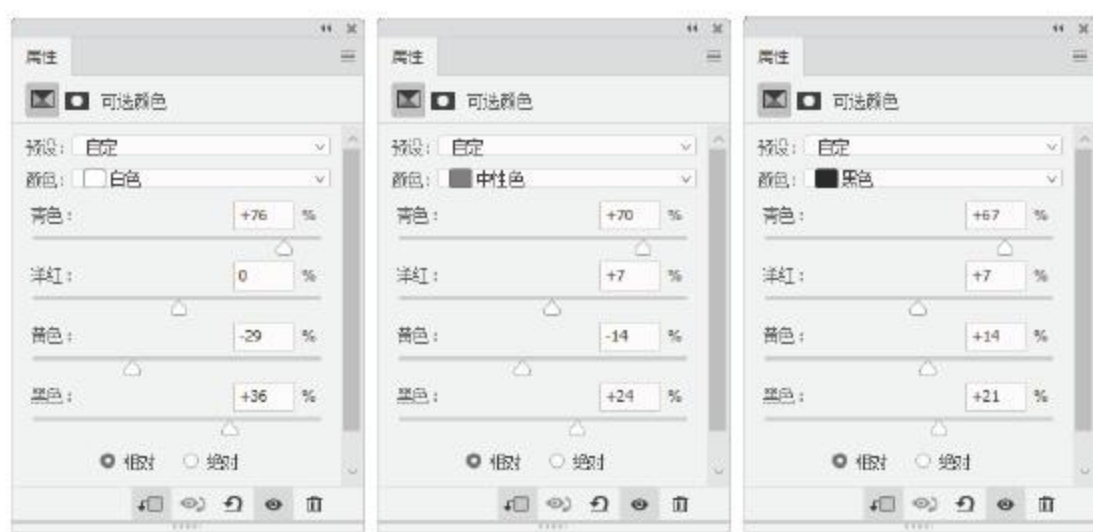 属性
可选颜色
预设： 自定
颜色： 白色
青色： +76 %
洋红： 0 %
黄色： -29 %
黑色： +36 %
相对 绝对
属性
可选颜色
预设： 自定
颜色： 中性色
青色： +70 %
洋红： +7 %
黄色： -14 %
黑色： +24 %
相对 绝对
属性
可选颜色
预设： 自定
颜色： 黑色
青色： +67 %
洋红： +7 %
黄色： +14 %
黑色： +21 %
相对 绝对